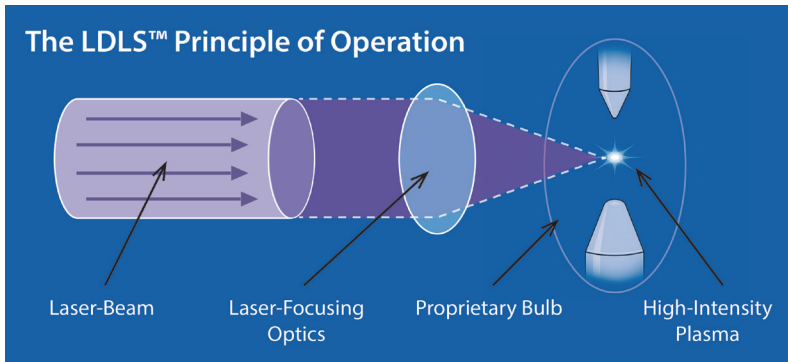 The LDLS™ Principle of Operation
Laser-Beam
Laser-Focusing
Optics
Proprietary Bulb
High-Intensity
Plasma